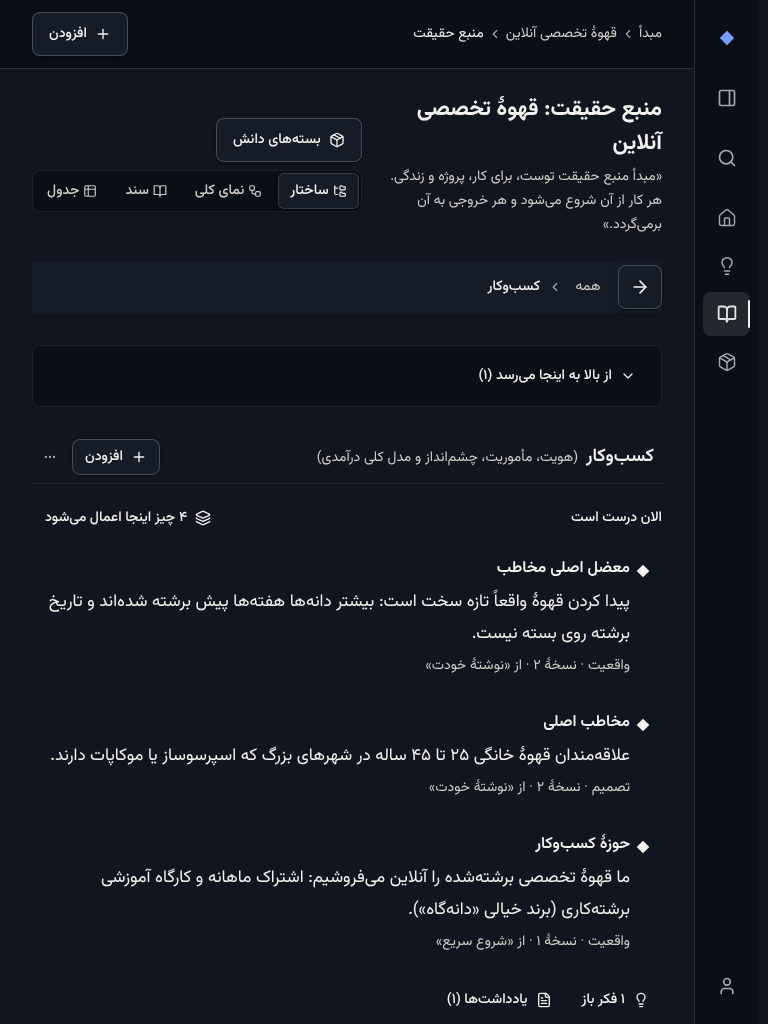 مبدأ › قهوهٔ تخصصی آنلاین › منبع حقیقت
افزودن
منبع حقیقت: قهوهٔ تخصصی
آنلاین
«مبدأ منبع حقیقت توست، برای کار، پروژه و زندگی.
هر کار از آن شروع می‌شود و هر خروجی به آن
برمی‌گردد.»
بسته‌های دانش
ساختار نمای کلی سند جدول
همه › کسب‌وکار
از بالا به اینجا می‌رسد (۱)
کسب‌وکار (هویت، مأموریت، چشم‌انداز و مدل کلی درآمدی)
افزودن
الان درست است
۴ چیز اینجا اعمال می‌شود
معضل اصلی مخاطب
پیدا کردن قهوهٔ واقعاً تازه سخت است: بیشتر دانه‌ها هفته‌ها پیش برشته شده‌اند و تاریخ
برشته روی بسته نیست.
واقعیت · نسخهٔ ۲ · از «نوشتهٔ خودت»
مخاطب اصلی
علاقه‌مندان قهوهٔ خانگی ۲۵ تا ۴۵ ساله در شهرهای بزرگ که اسپرسوساز یا موکاپات دارند.
تصمیم · نسخهٔ ۲ · از «نوشتهٔ خودت»
حوزهٔ کسب‌وکار
ما قهوهٔ تخصصی برشته‌شده را آنلاین می‌فروشیم: اشتراک ماهانه و کارگاه آموزشی
برشته‌کاری (برند خیالی «دانه‌گاه»).
واقعیت · نسخهٔ ۱ · از «شروع سریع»
۱ فکر باز
یادداشت‌ها (۱)